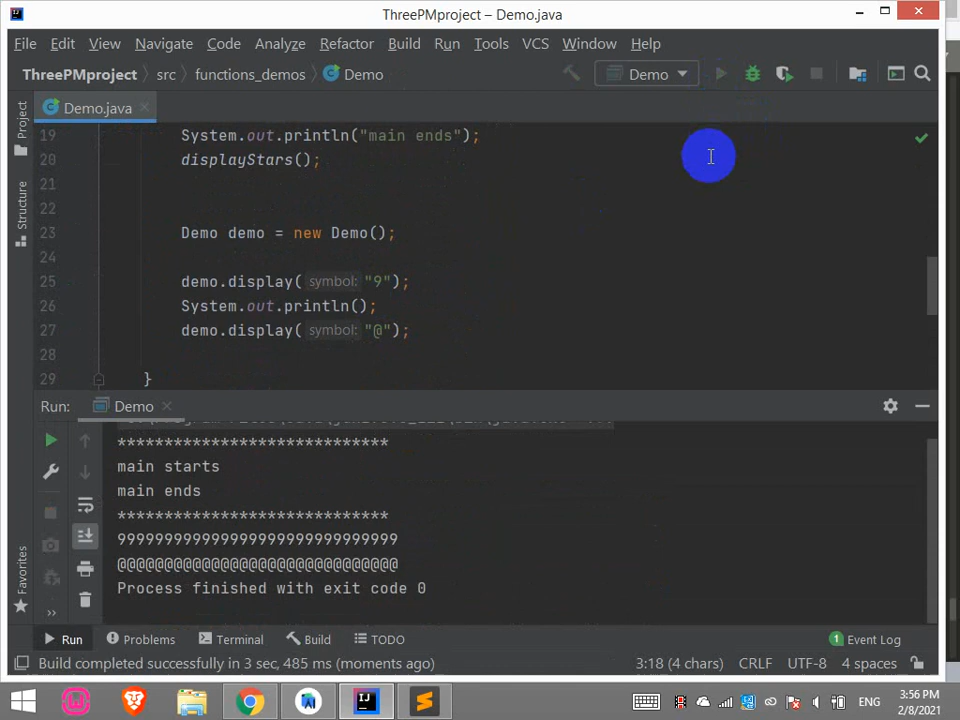 ThreePMproject – Demo.java
File Edit View Navigate Code Analyze Refactor Build Run Tools VCS Window Help
ThreePMproject src functions_demos Demo Demo
Demo.java
Project
Structure
Favorites
19 System.out.println("main ends");
20 displayStars();
21
22
23 Demo demo = new Demo();
24
25 demo.display( symbol: "9");
26 System.out.println();
27 demo.display( symbol: "@");
28
29 }
Run: Demo
*****************************
main starts
main ends
*****************************
999999999999999999999999999999
@@@@@@@@@@@@@@@@@@@@@@@@@@@@@@
Process finished with exit code 0
Run Problems Terminal Build TODO 1 Event Log
Build completed successfully in 3 sec, 485 ms (moments ago) 3:18 (4 chars) CRLF UTF-8 4 spaces
ENG 3:56 PM
2/8/2021